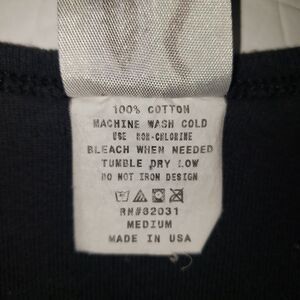 100% COTTON
MACHINE WASH COLD
USE NON-CHLORINE
BLEACH WHEN NEEDED
TUMBLE DRY LOW
DO NOT IRON DESIGN
RN#82031
MEDIUM
MADE IN USA